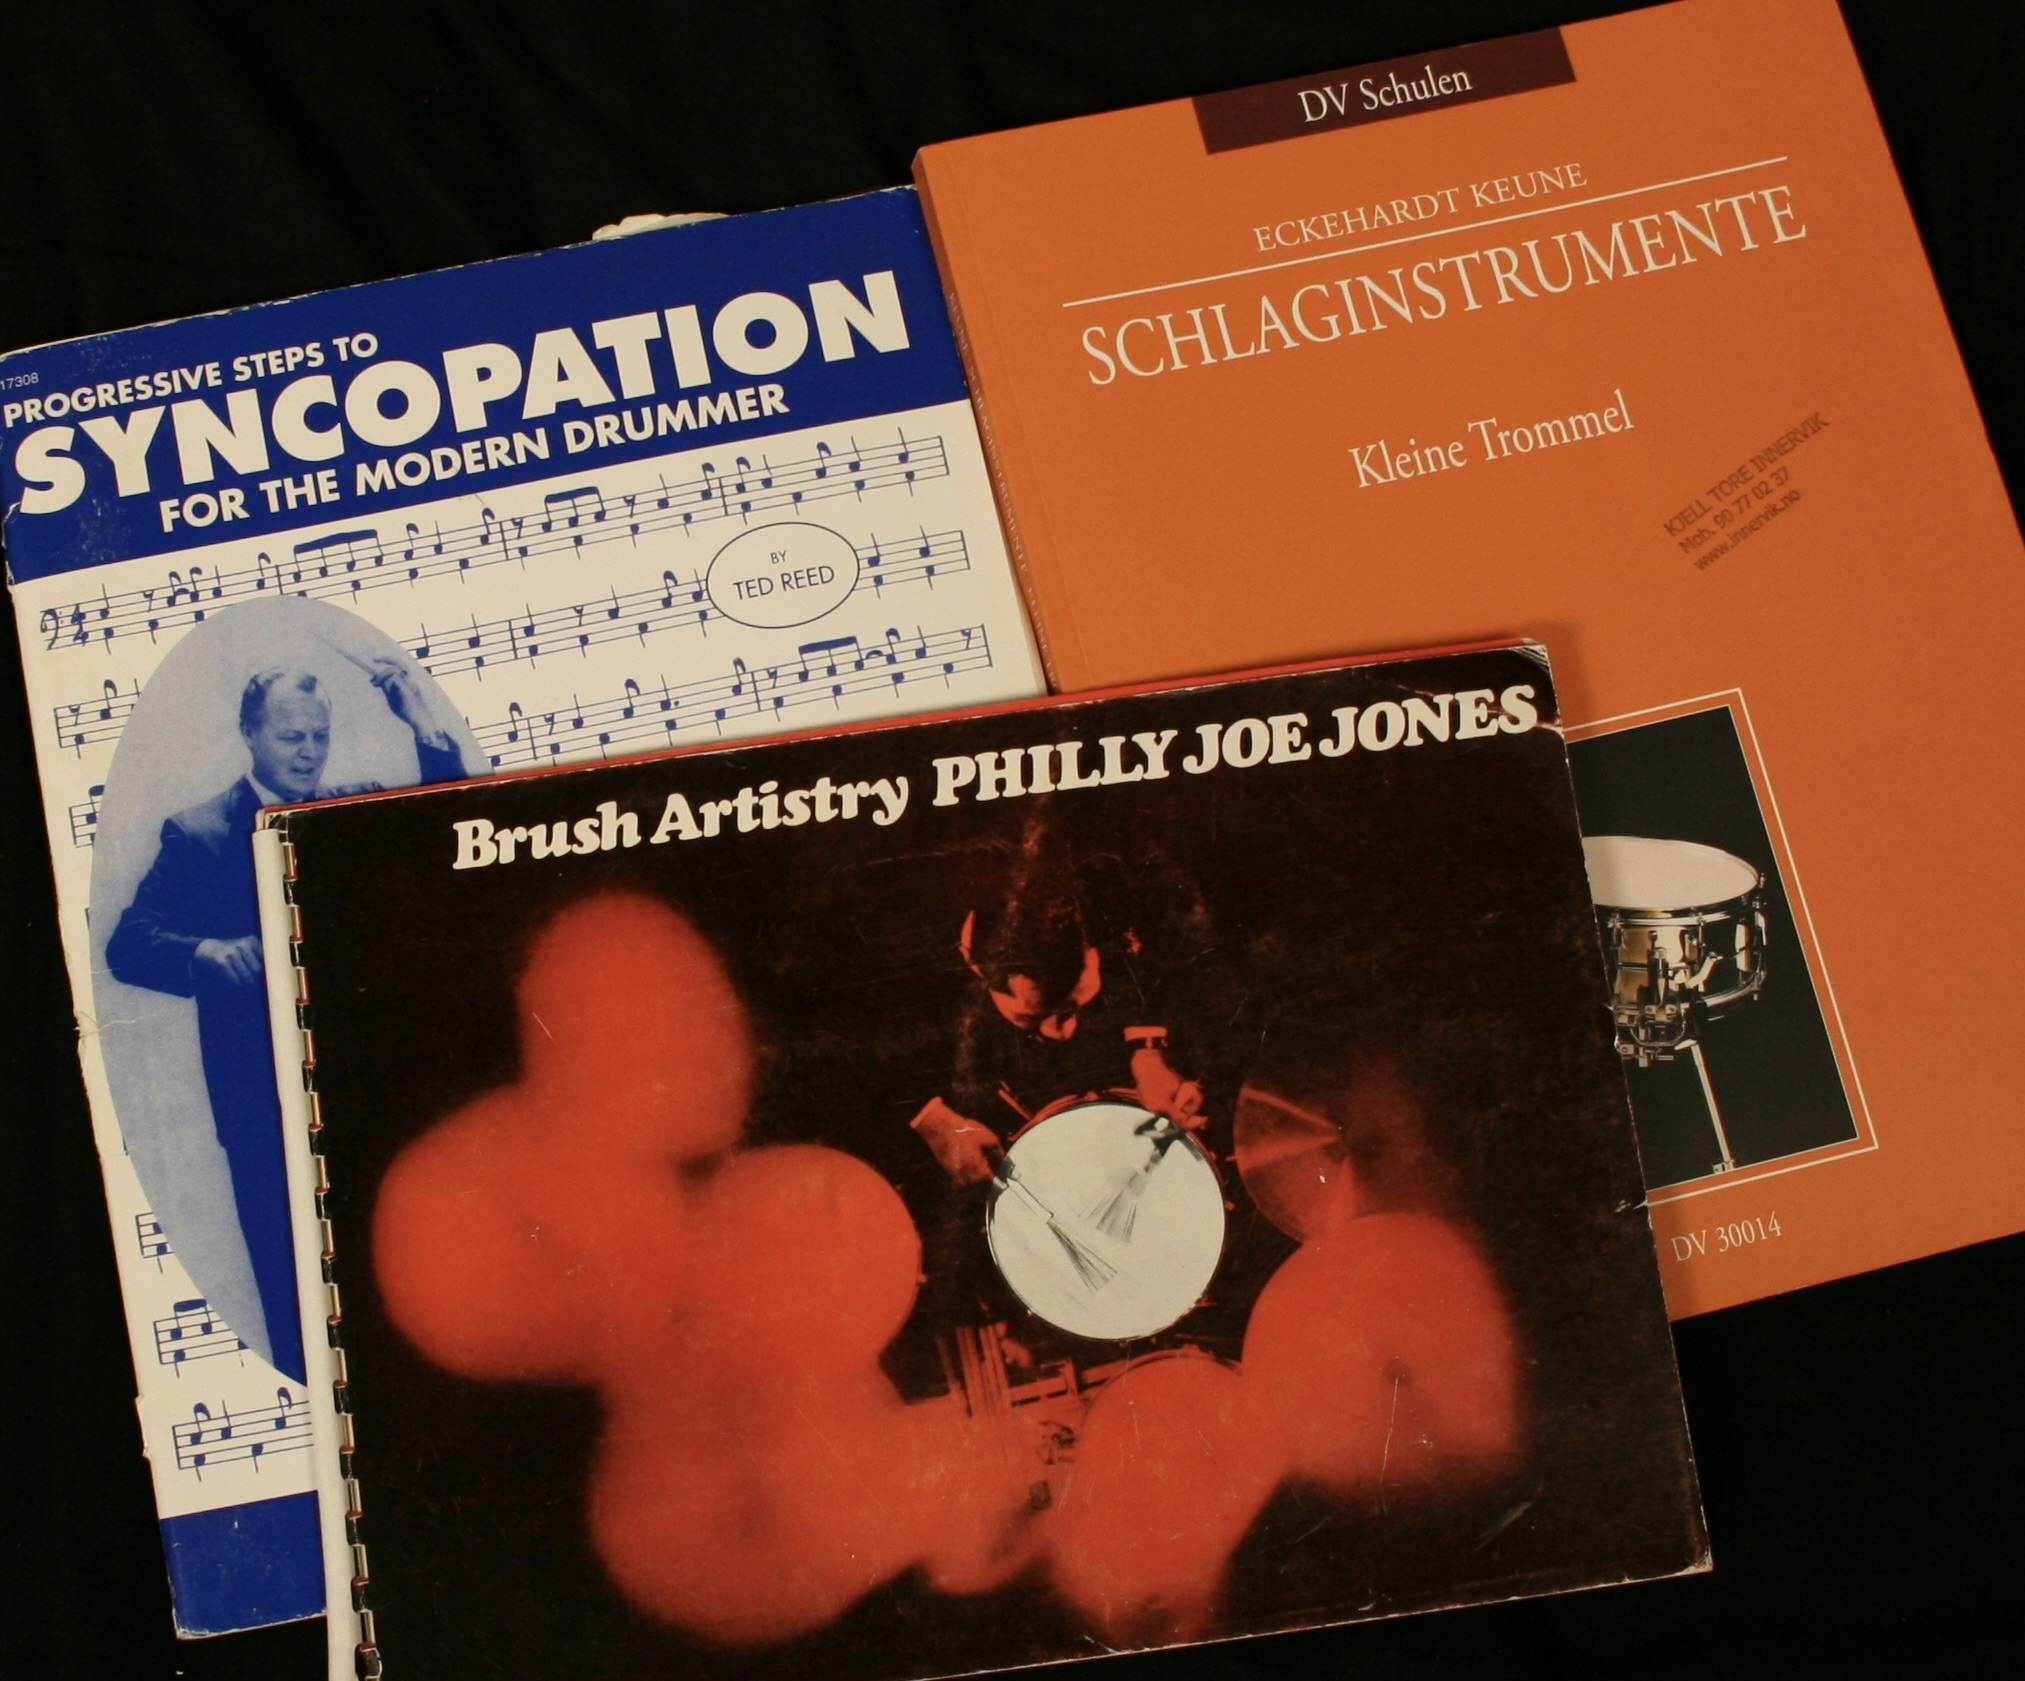 17308
PROGRESSIVE STEPS TO
SYNCOPATION
FOR THE MODERN DRUMMER
BY
TED REED
DV Schulen
ECKEHARDT KEUNE
SCHLAGINSTRUMENTE
Kleine Trommel
KJELL TORE INNERVIK
Mob. 90 77 02 37
www.innervik.no
DV 30014
Brush Artistry PHILLY JOE JONES